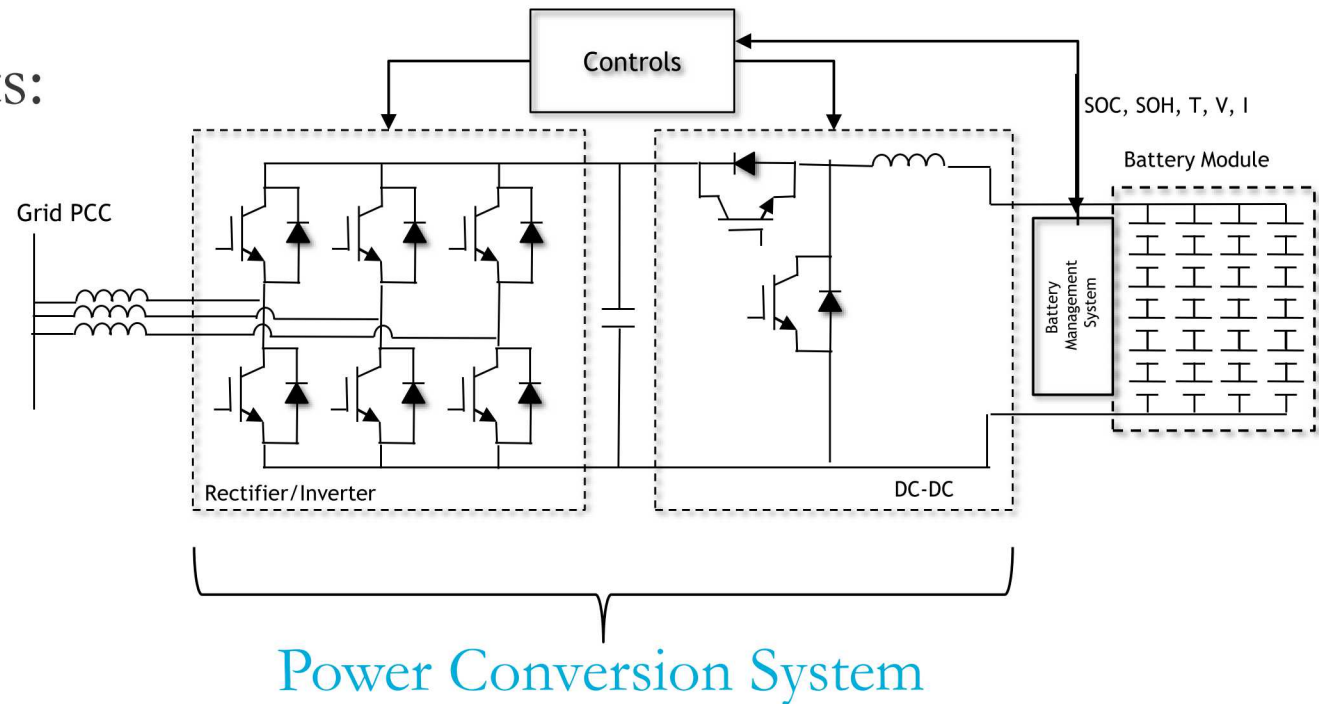 Controls
SOC, SOH, T, V, I
Battery Module
Grid PCC
Battery
Management
System
Rectifier/Inverter
DC-DC
Power Conversion System